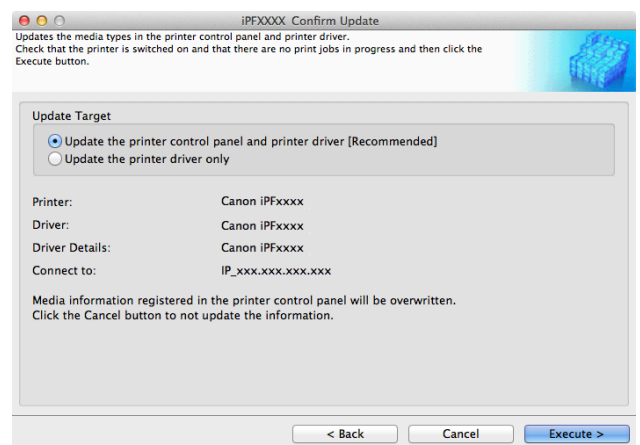 iPFXXXX Confirm Update
Updates the media types in the printer control panel and printer driver.
Check that the printer is switched on and that there are no print jobs in progress and then click the
Execute button.
Update Target
Update the printer control panel and printer driver [Recommended]
Update the printer driver only
Printer: Canon iPFxxxx
Driver: Canon iPFxxxx
Driver Details: Canon iPFxxxx
Connect to: IP_xxx.xxx.xxx.xxx
Media information registered in the printer control panel will be overwritten.
Click the Cancel button to not update the information.
< Back Cancel Execute >